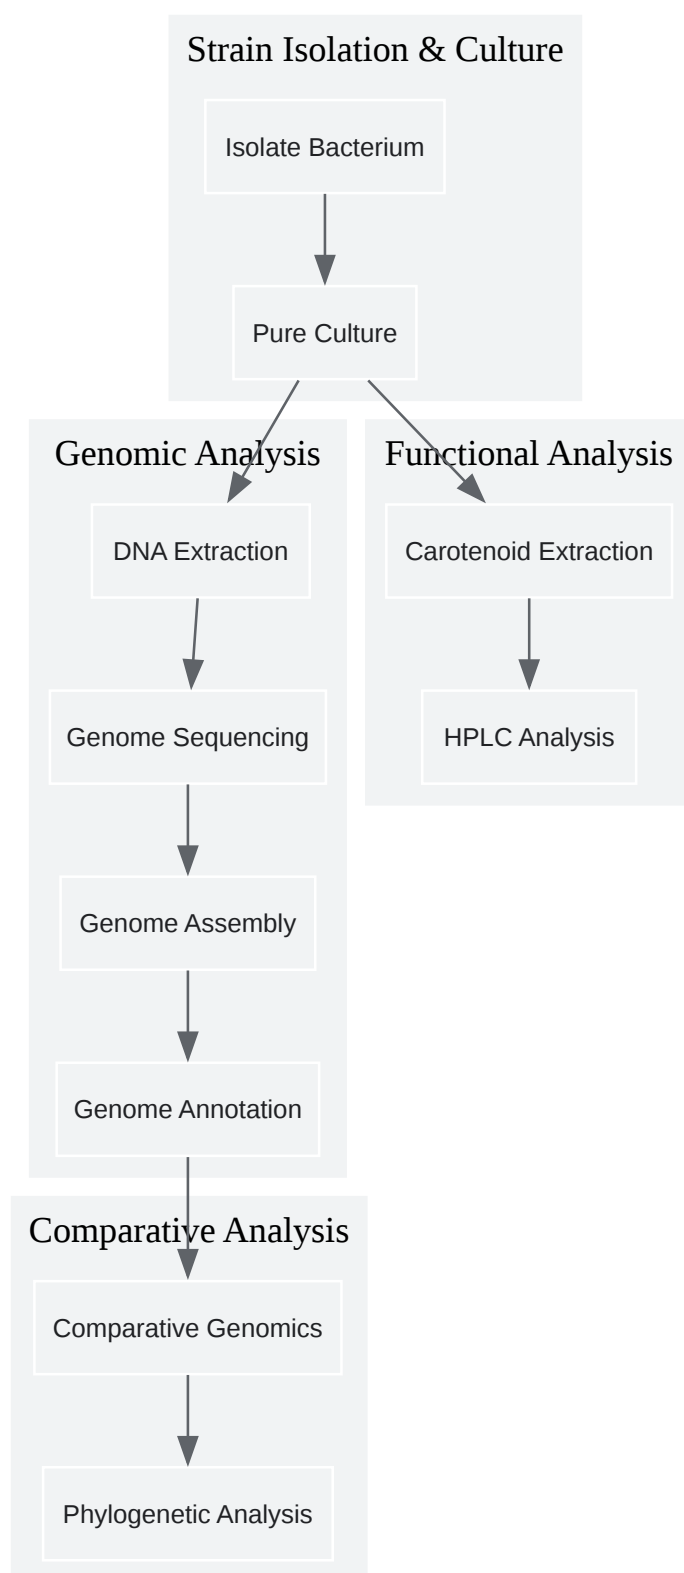 Strain Isolation & Culture
Isolate Bacterium
Pure Culture
Genomic Analysis
DNA Extraction
Genome Sequencing
Genome Assembly
Genome Annotation
Functional Analysis
Carotenoid Extraction
HPLC Analysis
Comparative Analysis
Comparative Genomics
Phylogenetic Analysis